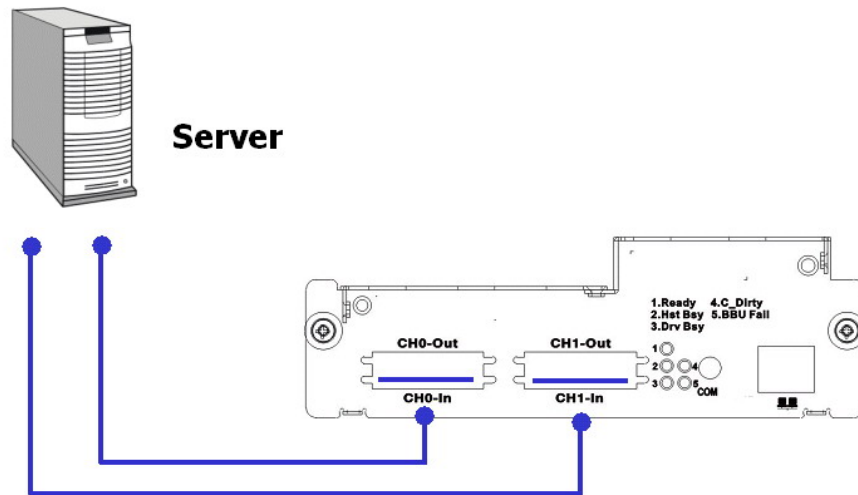 Server
1.Ready 4.C_Dirty
2.Hst Bsy 5.BBU Fail
3.Drv Bsy
CH0-Out CH1-Out
1
2 4
3 5
COM
CH0-In CH1-In